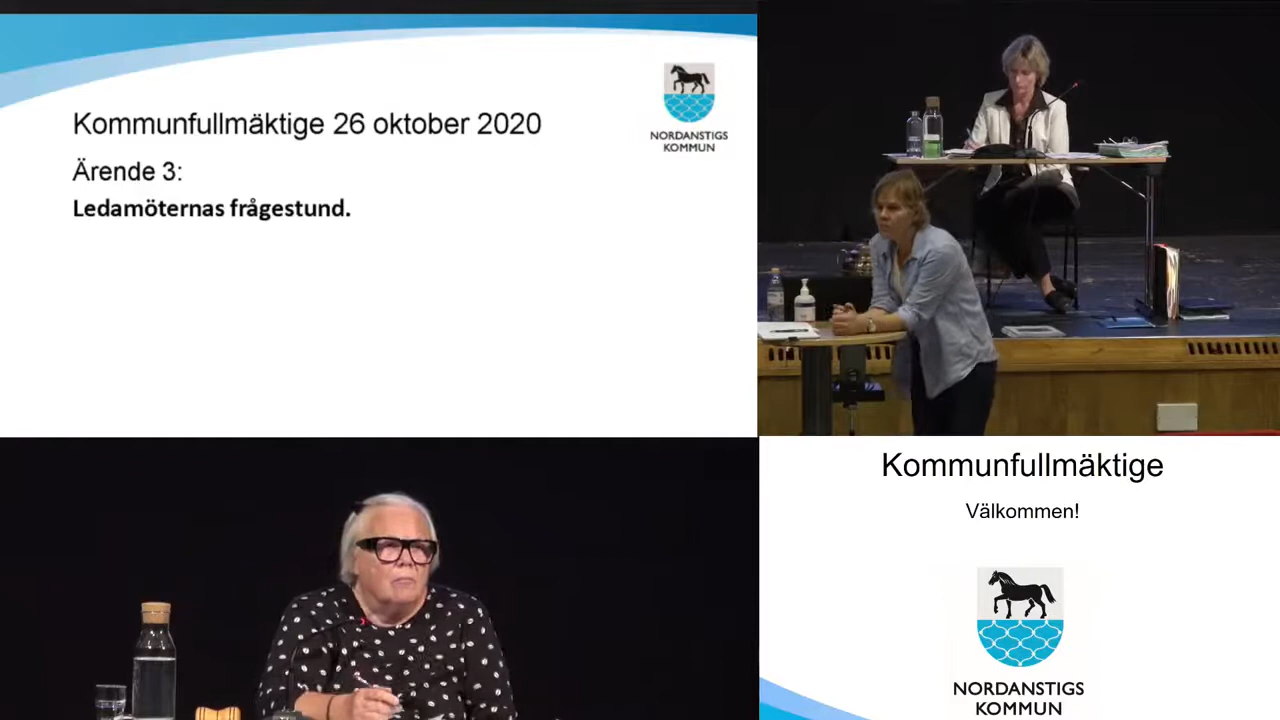 Kommunfullmäktige 26 oktober 2020
Ärende 3:
Ledamöternas frågestund.
NORDANSTIGS
KOMMUN
Kommunfullmäktige
Välkommen!
NORDANSTIGS
KOMMUN